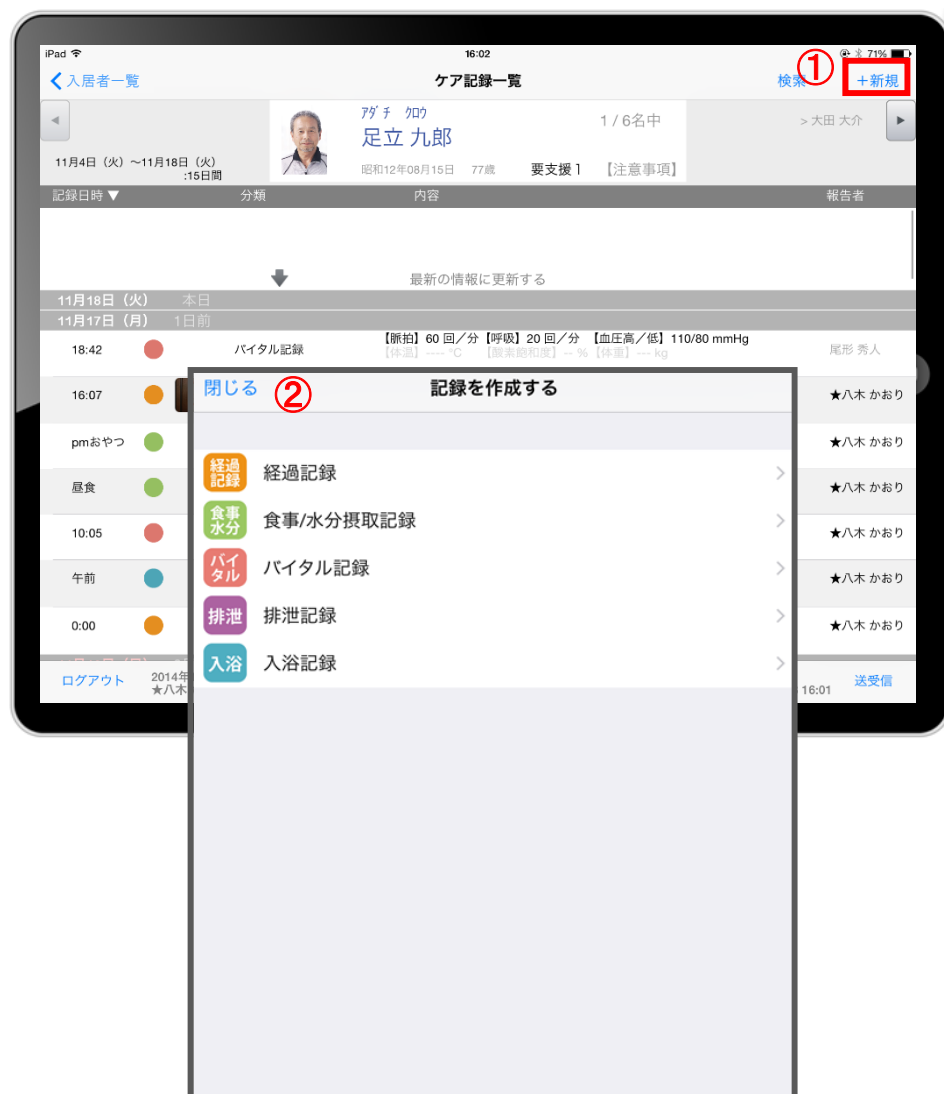 iPad 16:02 71%
入居者一覧 ケア記録一覧 検索 ① +新規
アダチ クロウ
足立 九郎 1 / 6名中 > 大田 大介
11月4日(火)~11月18日(火)
:15日間
昭和12年08月15日 77歳 要支援1 【注意事項】
記録日時▼ 分類 内容 報告者
最新の情報に更新する
11月18日(火) 本日
11月17日(月) 1日前
18:42 バイタル記録 【脈拍】60 回/分【呼吸】20 回/分 【血圧高/低】110/80 mmHg 尾形 秀人
【体温】---- ℃ 【酸素飽和度】-- %【体重】--- kg
16:07 ★八木 かおり
pmおやつ ★八木 かおり
昼食 ★八木 かおり
10:05 ★八木 かおり
午前 ★八木 かおり
0:00 ★八木 かおり
ログアウト 2014年 16:01 送受信
★八木
閉じる ② 記録を作成する
経過記録 経過記録
食事水分 食事/水分摂取記録
バイタル バイタル記録
排泄 排泄記録
入浴 入浴記録